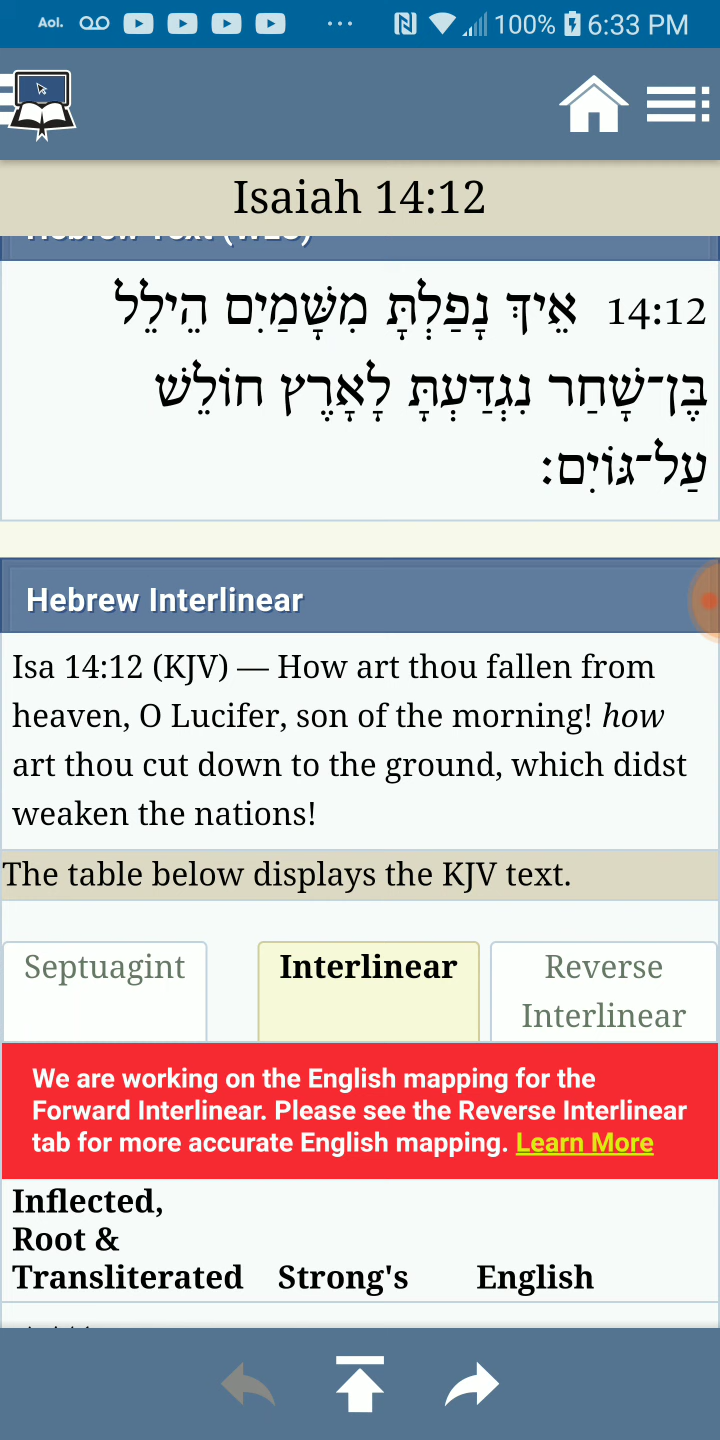 Aol. 100% 6:33 PM
Isaiah 14:12
Hebrew Text (WLC)
14:12 אֵיךְ נָפַלְתָּ מִשָּׁמַיִם הֵילֵל
בֶּן־שָׁחַר נִגְדַּעְתָּ לָאָרֶץ חוֹלֵשׁ
עַל־גּוֹיִם׃
Hebrew Interlinear
Isa 14:12 (KJV) — How art thou fallen from
heaven, O Lucifer, son of the morning! how
art thou cut down to the ground, which didst
weaken the nations!
The table below displays the KJV text.
Septuagint
Interlinear
Reverse
Interlinear
We are working on the English mapping for the
Forward Interlinear. Please see the Reverse Interlinear
tab for more accurate English mapping. Learn More
Inflected,
Root &
Transliterated Strong's English